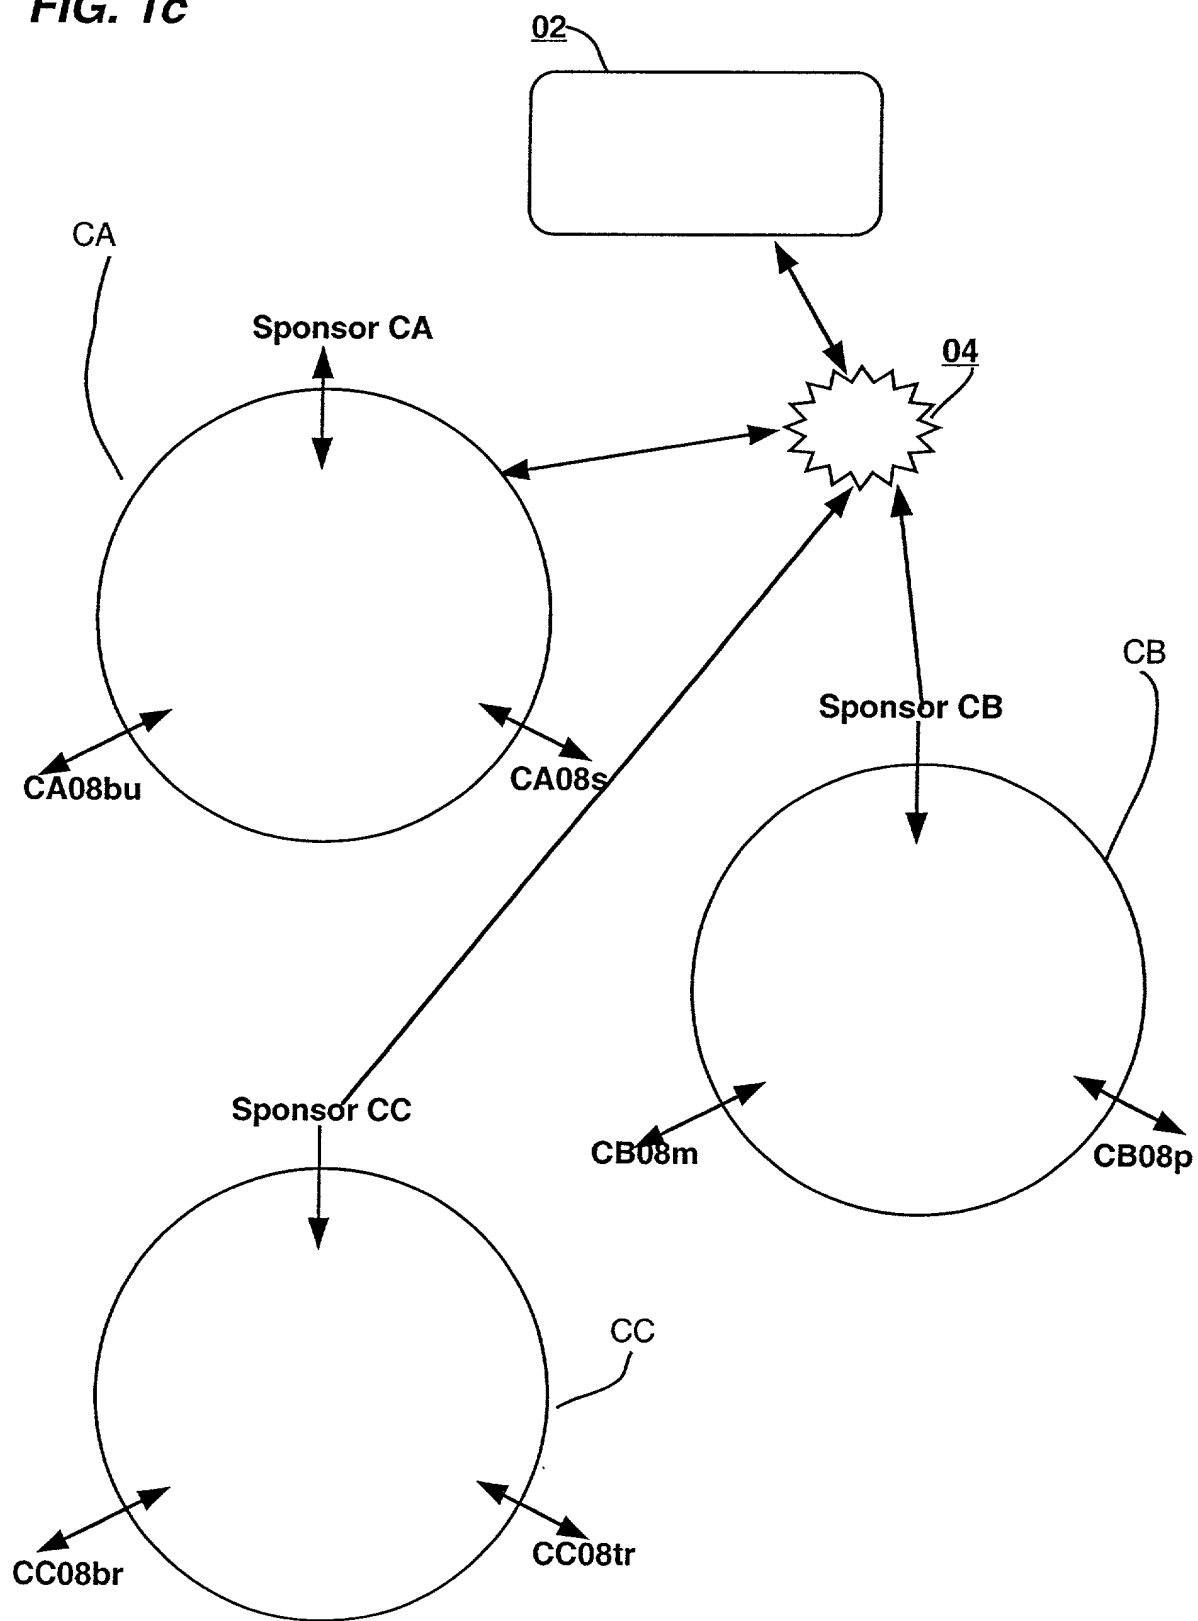 FIG. 1c
02
CA
Sponsor CA
04
CB
Sponsor CB
CA08bu
CA08s
Sponsor CC
CB08m
CB08p
CC
CC08tr
CC08br